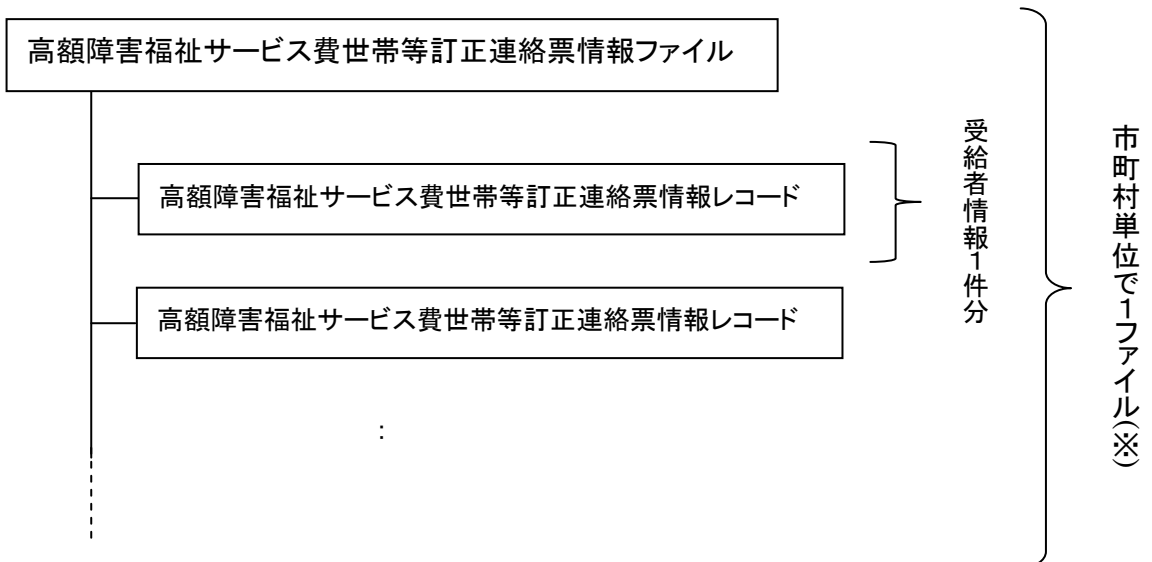 高額障害福祉サービス費世帯等訂正連絡票情報ファイル
高額障害福祉サービス費世帯等訂正連絡票情報レコード
高額障害福祉サービス費世帯等訂正連絡票情報レコード
:
受給者情報1件分
市町村単位で1ファイル(※)